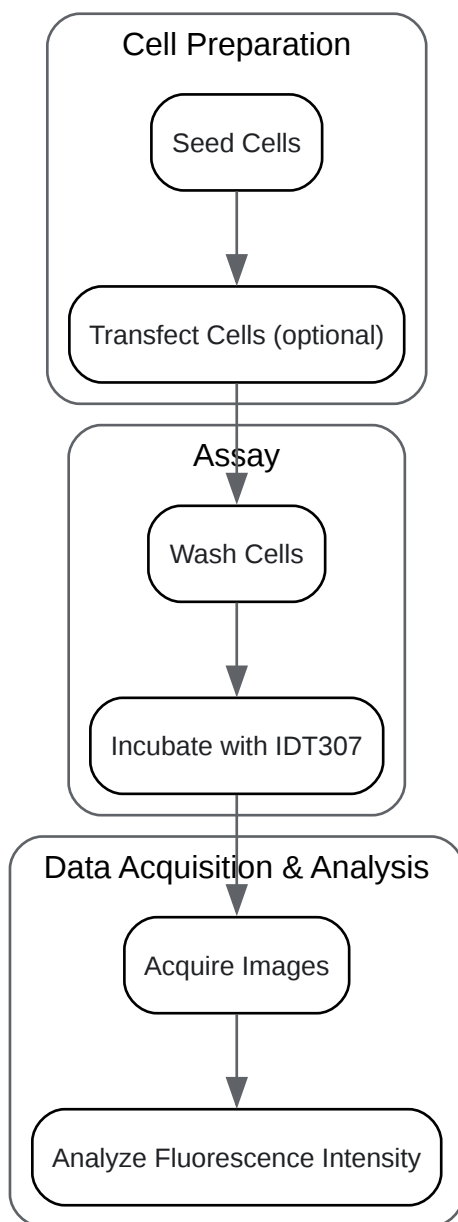 Cell Preparation
Seed Cells
Transfect Cells (optional)
Assay
Wash Cells
Incubate with IDT307
Data Acquisition & Analysis
Acquire Images
Analyze Fluorescence Intensity